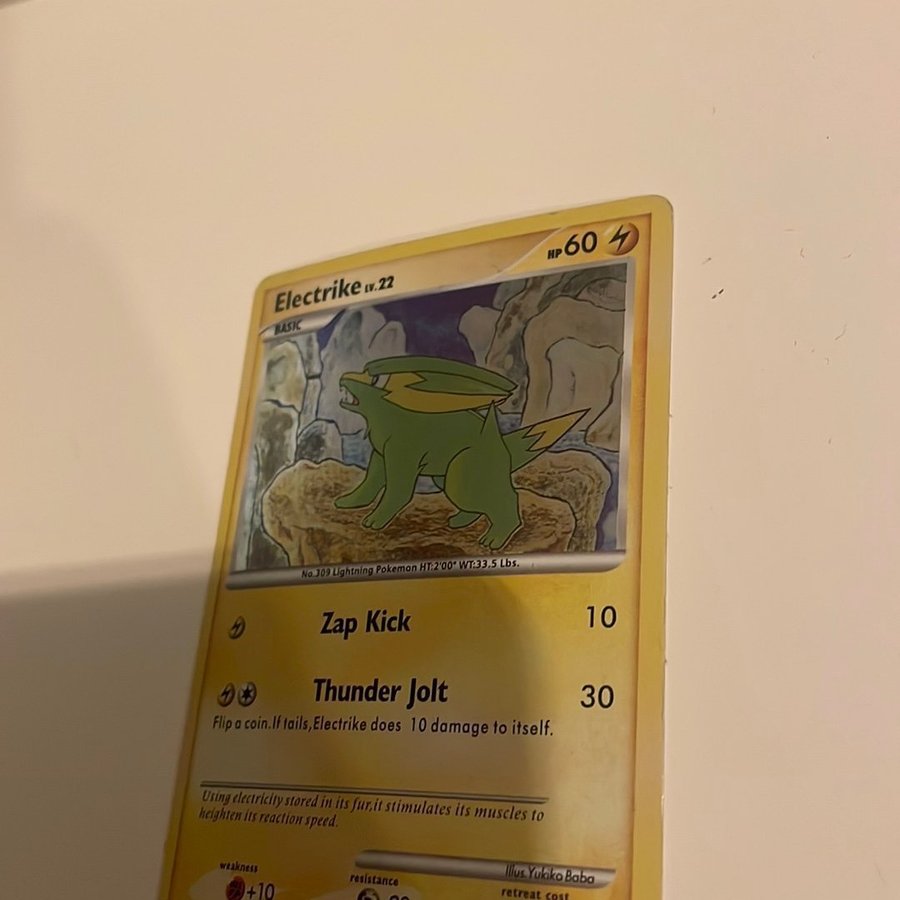 Electrike LV.22
HP 60
BASIC
No.309 Lightning Pokemon HT:2'00" WT:33.5 Lbs.
Zap Kick 10
Thunder Jolt 30
Flip a coin.If tails,Electrike does 10 damage to itself.
Using electricity stored in its fur,it stimulates its muscles to
heighten its reaction speed.
Illus.Yukiko Baba
weakness resistance retreat cost
+10